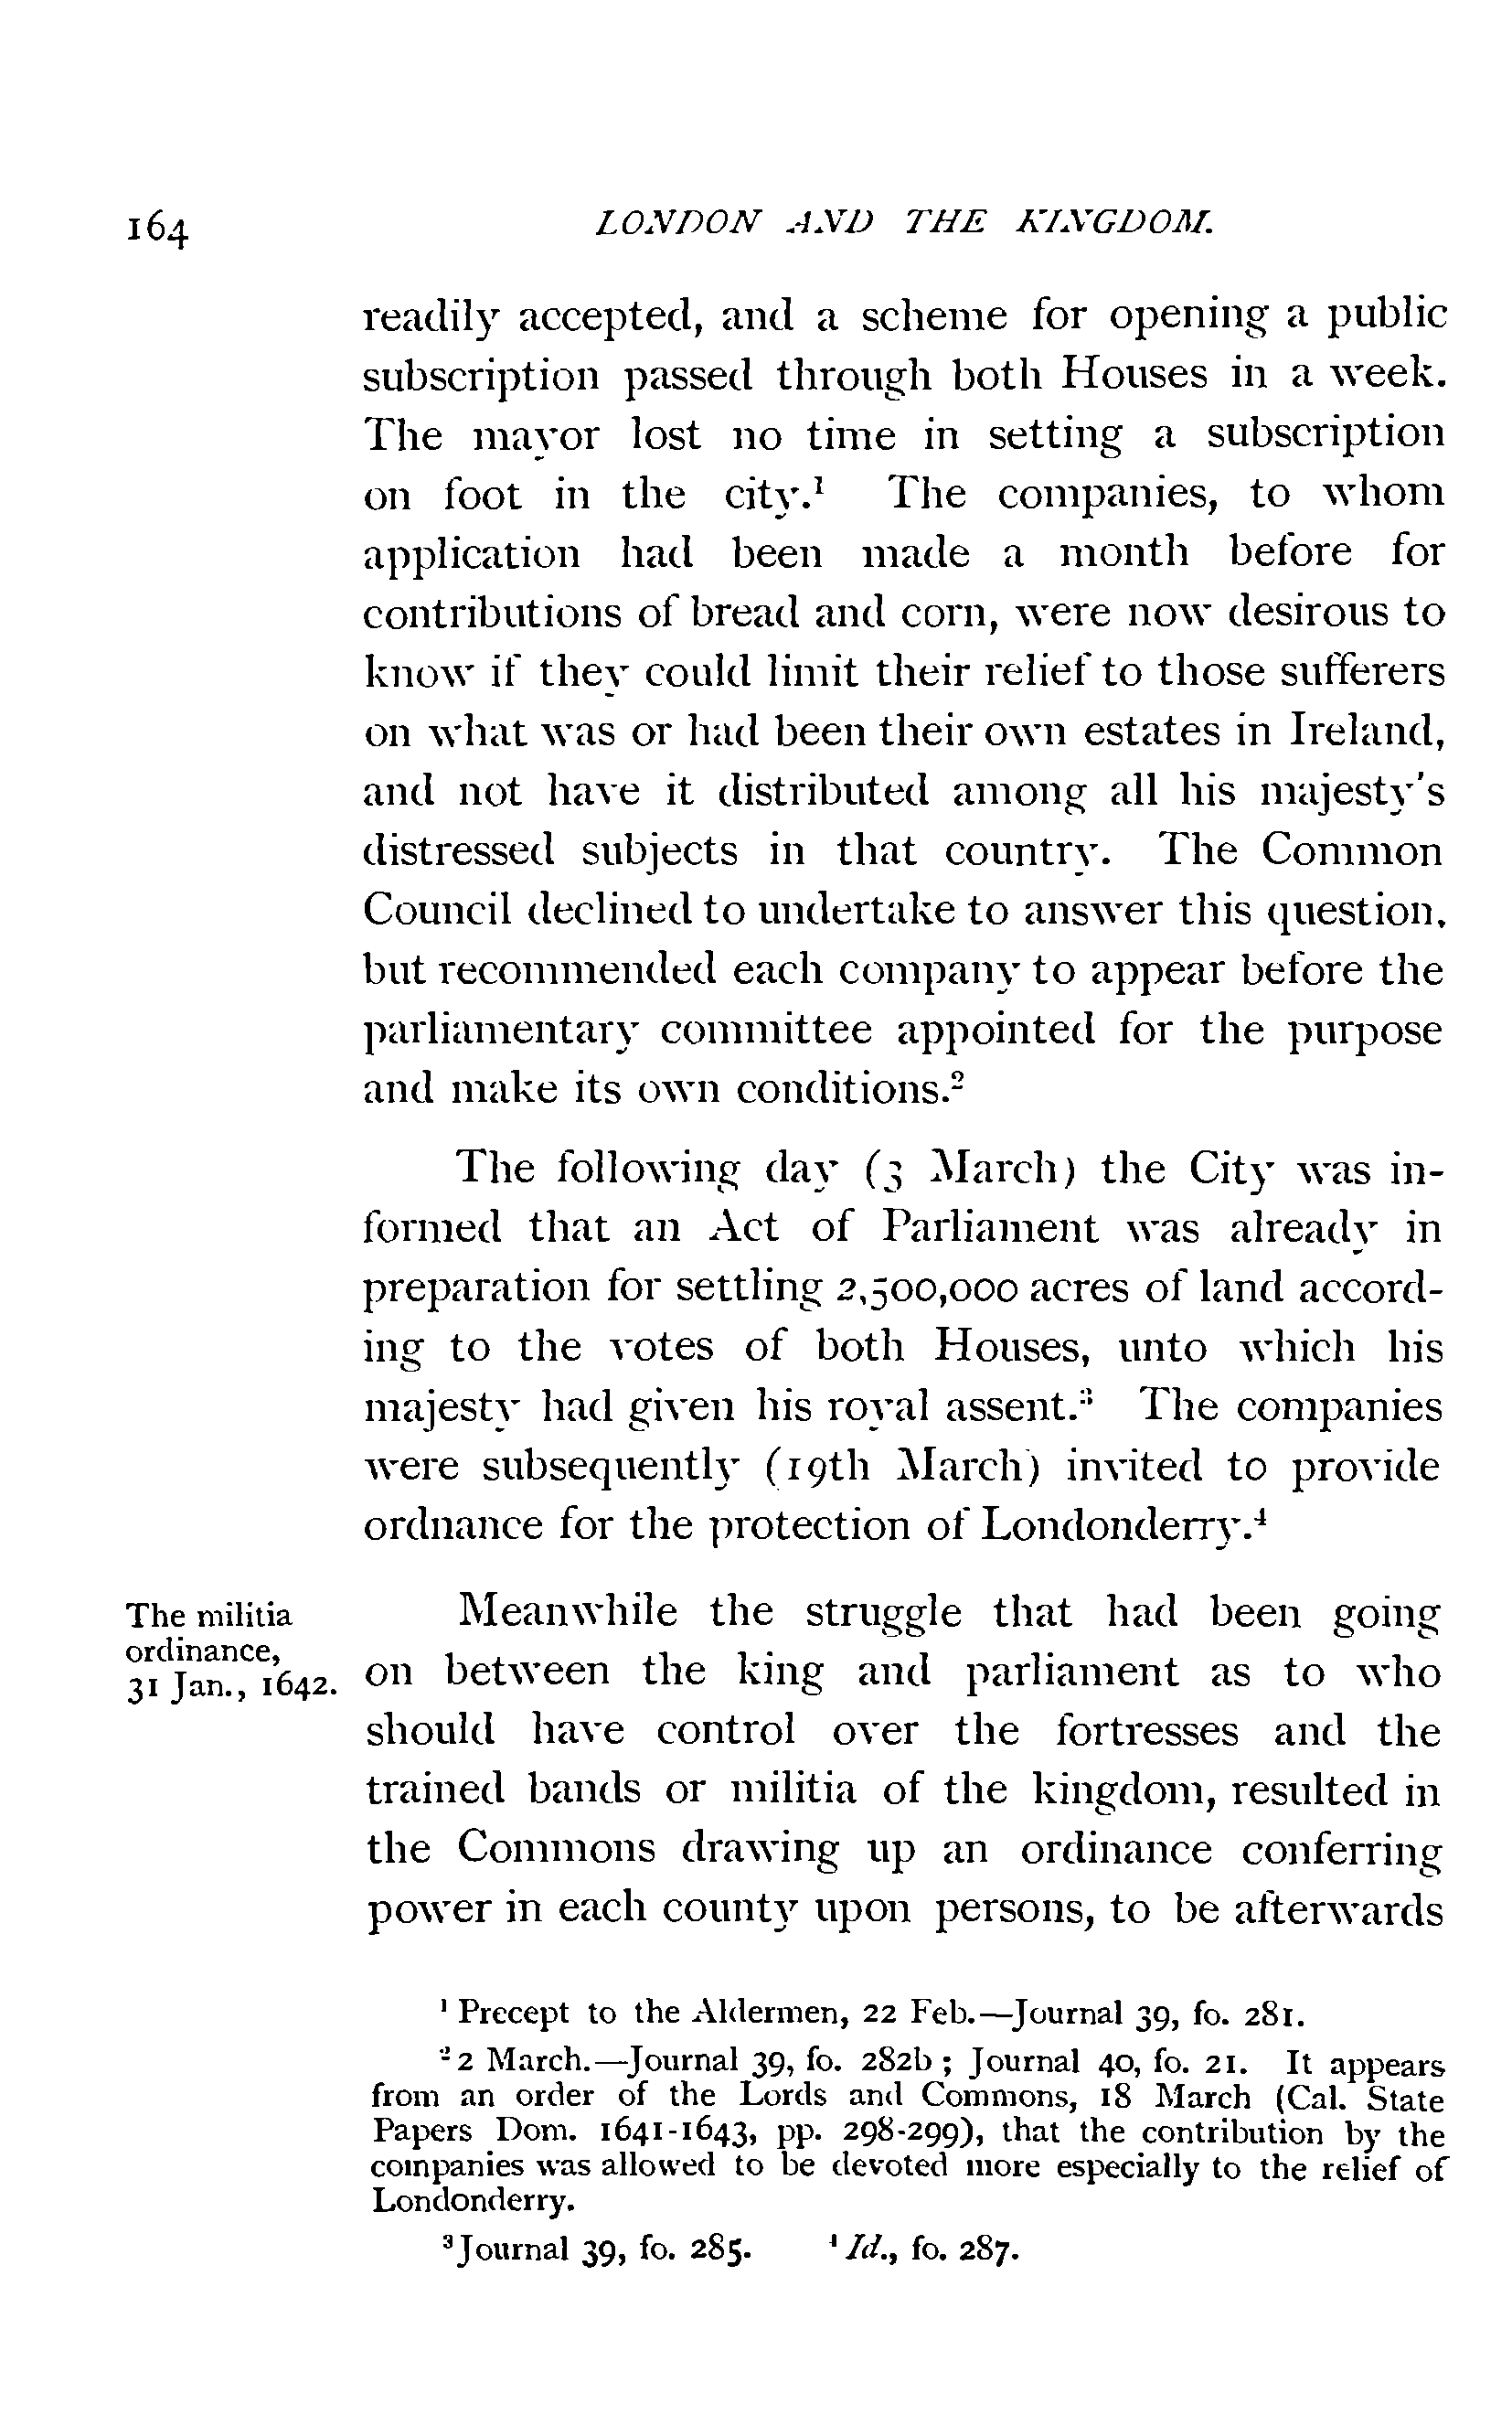 164 LONDON AND THE KINGDOM.
readily accepted, and a scheme for opening a public
subscription passed through both Houses in a week.
The mayor lost no time in setting a subscription
on foot in the city.¹ The companies, to whom
application had been made a month before for
contributions of bread and corn, were now desirous to
know if they could limit their relief to those sufferers
on what was or had been their own estates in Ireland,
and not have it distributed among all his majesty's
distressed subjects in that country. The Common
Council declined to undertake to answer this question,
but recommended each company to appear before the
parliamentary committee appointed for the purpose
and make its own conditions.²
The following day (3 March) the City was in-
formed that an Act of Parliament was already in
preparation for settling 2,500,000 acres of land accord-
ing to the votes of both Houses, unto which his
majesty had given his royal assent.³ The companies
were subsequently (19th March) invited to provide
ordnance for the protection of Londonderry.⁴
The militia
ordinance,
31 Jan., 1642.
Meanwhile the struggle that had been going
on between the king and parliament as to who
should have control over the fortresses and the
trained bands or militia of the kingdom, resulted in
the Commons drawing up an ordinance conferring
power in each county upon persons, to be afterwards
¹ Precept to the Aldermen, 22 Feb.—Journal 39, fo. 281.
² 2 March.—Journal 39, fo. 282b; Journal 40, fo. 21. It appears
from an order of the Lords and Commons, 18 March (Cal. State
Papers Dom. 1641-1643, pp. 298-299), that the contribution by the
companies was allowed to be devoted more especially to the relief of
Londonderry.
³ Journal 39, fo. 285. ⁴ Id., fo. 287.